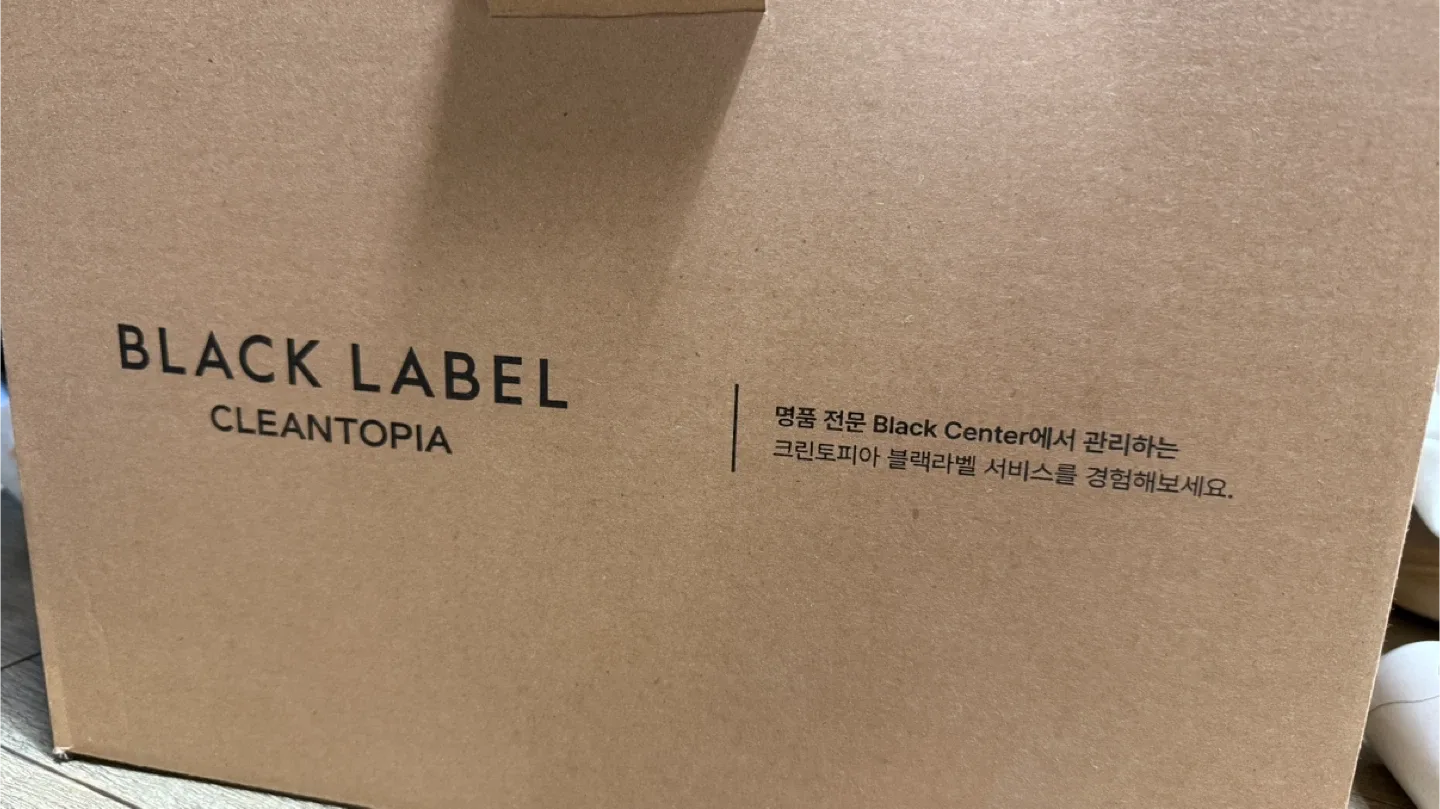 BLACK LABEL
CLEANTOPIA
명품 전문 Black Center에서 관리하는
크린토피아 블랙라벨 서비스를 경험해보세요.